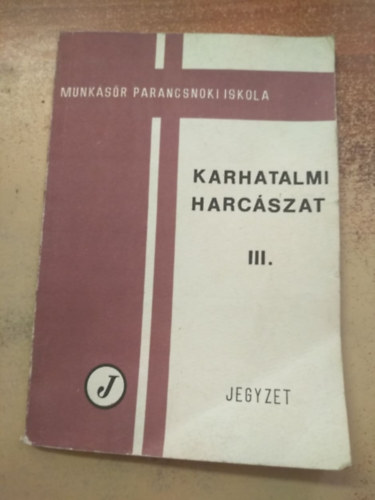 MUNKÁSŐR PARANCSNOKI ISKOLA
KARHATALMI
HARCÁSZAT
III.
J
JEGYZET